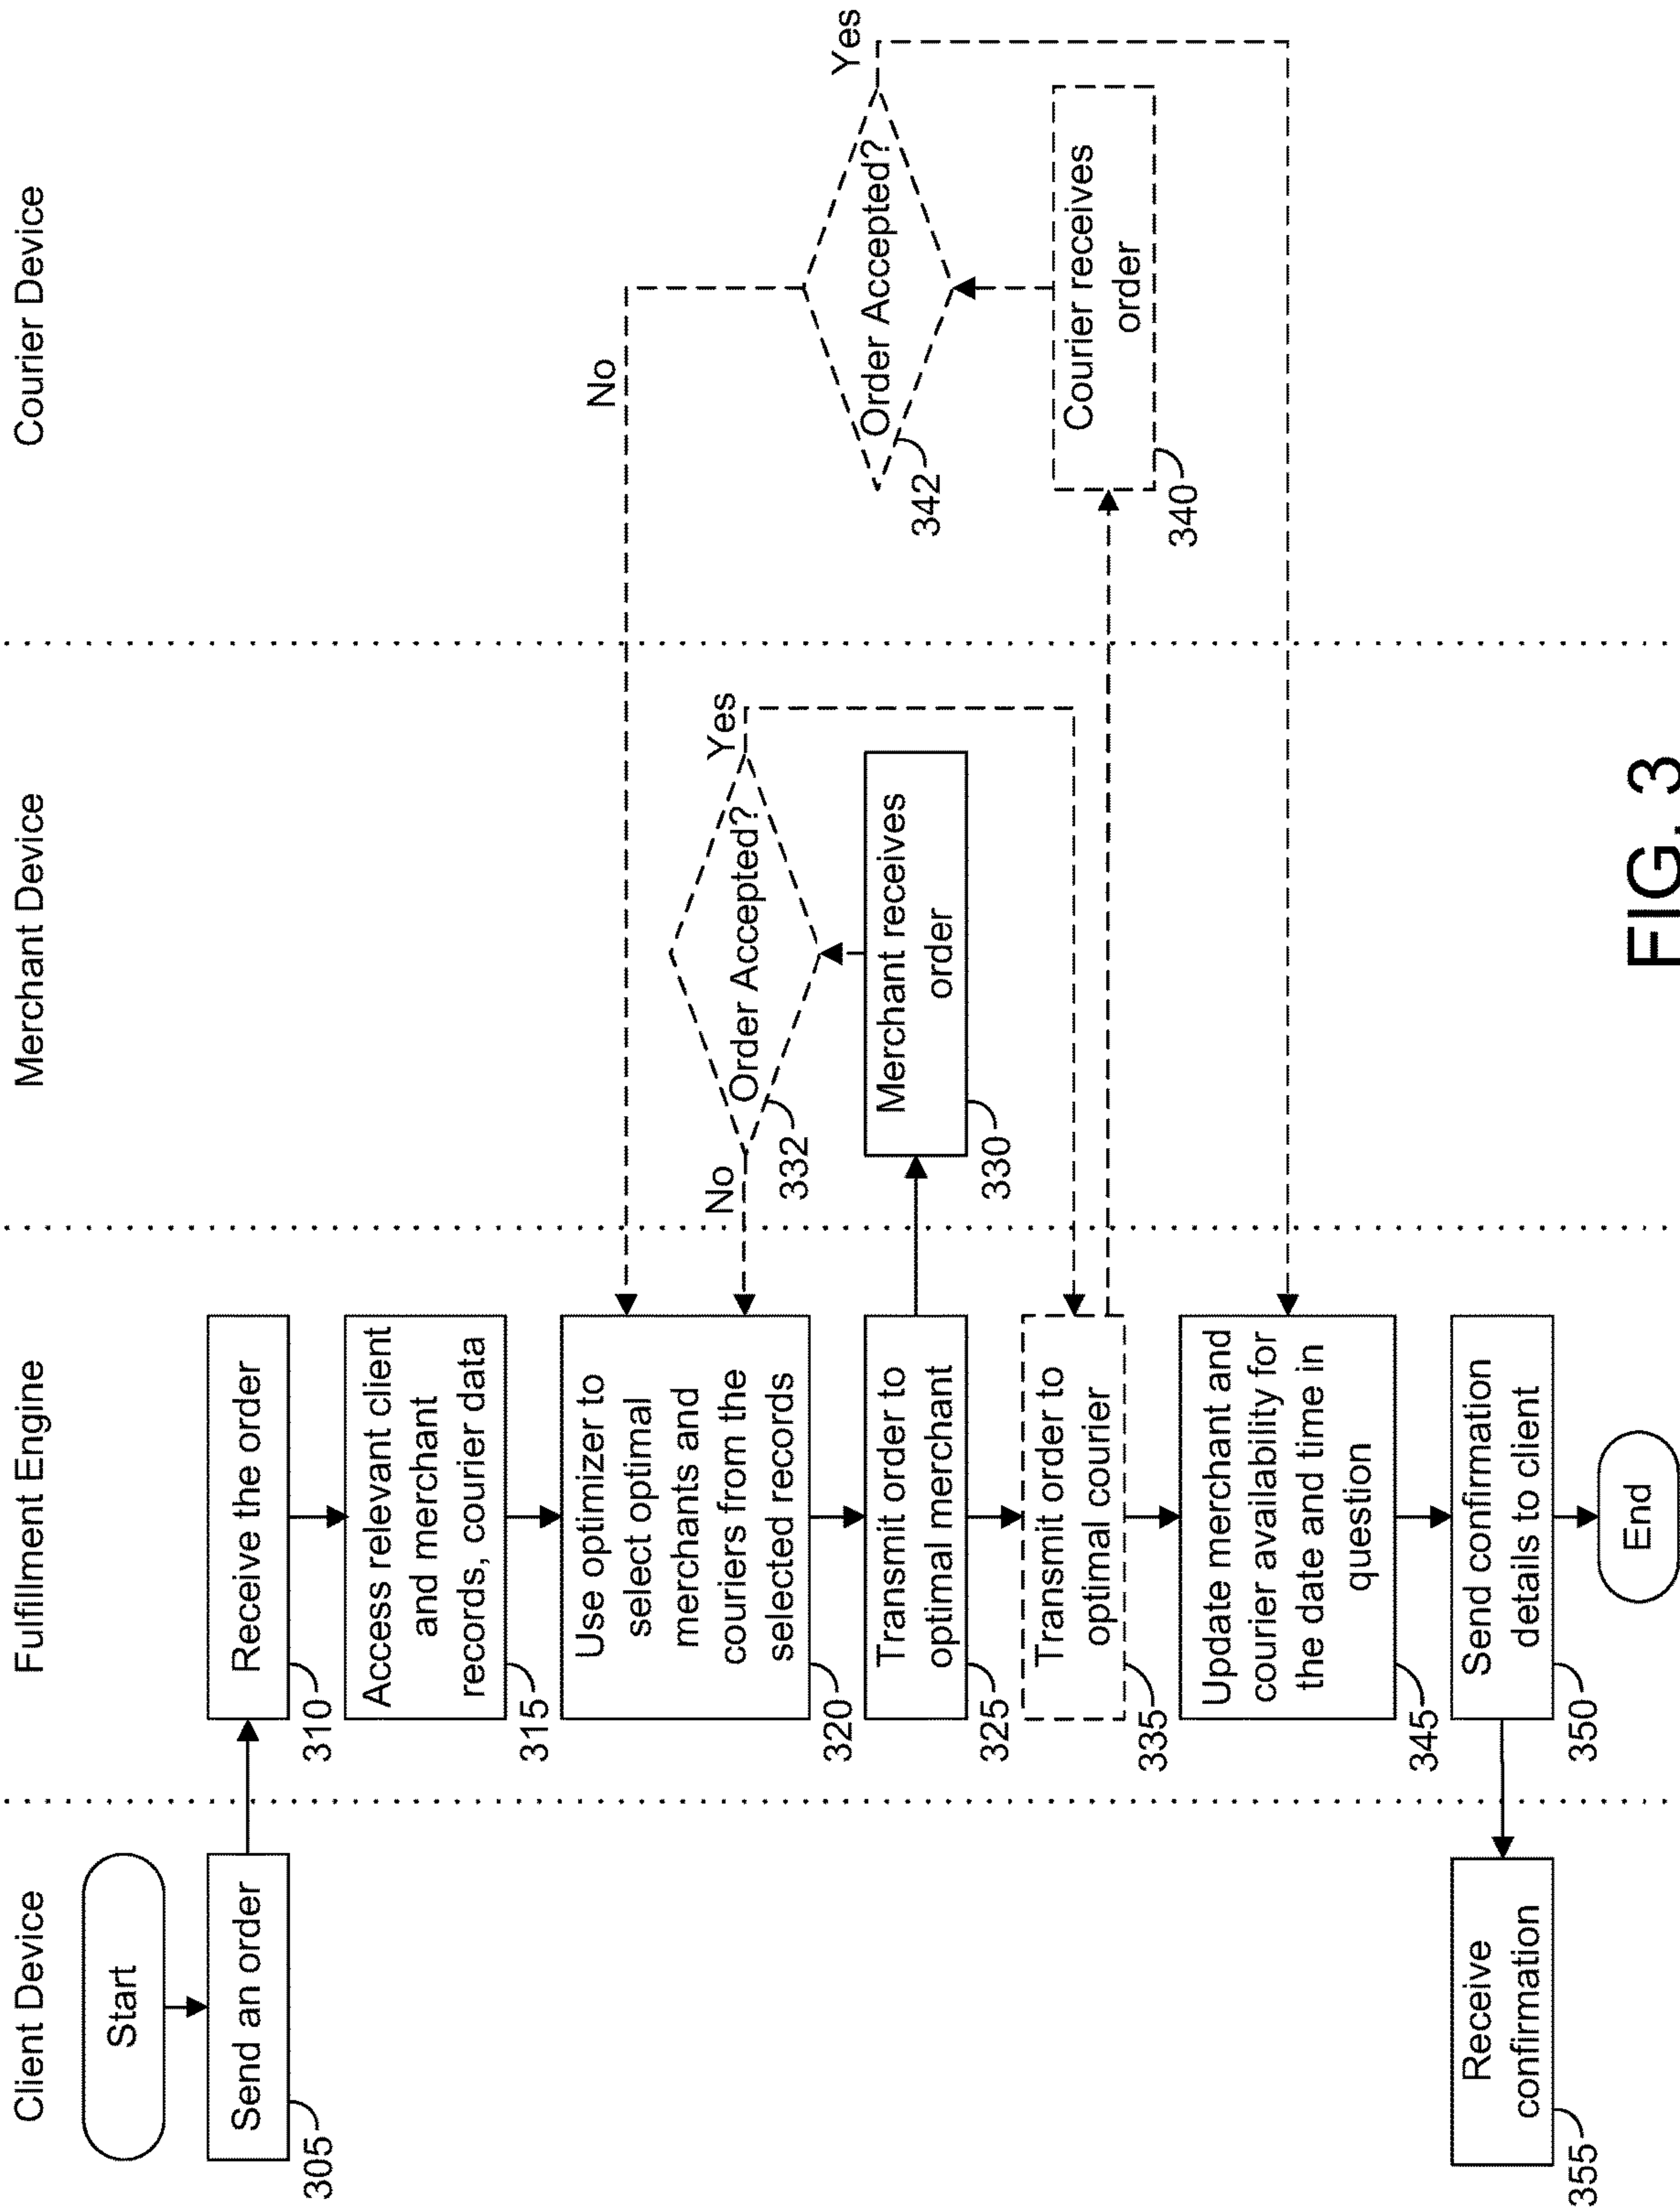 Client Device
Fulfillment Engine
Merchant Device
Courier Device
Start
Send an order
305
Receive the order
310
Access relevant client
and merchant
records, courier data
315
Use optimizer to
select optimal
merchants and
couriers from the
selected records
320
Transmit order to
optimal merchant
325
Merchant receives
order
330
Order Accepted?
332
No
Yes
Transmit order to
optimal courier
335
Courier receives
order
340
Order Accepted?
342
No
Yes
Update merchant and
courier availability for
the date and time in
question
345
Send confirmation
details to client
350
Receive
confirmation
355
End
FIG. 3